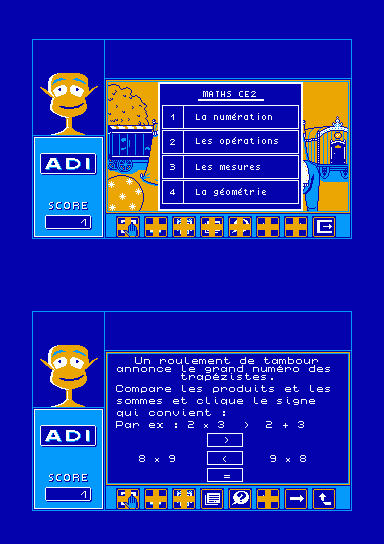 MATHS CE2
1 La numération
2 Les opérations
3 Les mesures
4 La géométrie
ADI
SCORE
1
Un roulement de tambour
annonce le grand numéro des
trapézistes.
Compare les produits et les
sommes et clique le signe
qui convient :
Par ex : 2 x 3 > 2 + 3
>
8 x 9 < 9 x 8
=
ADI
SCORE
1